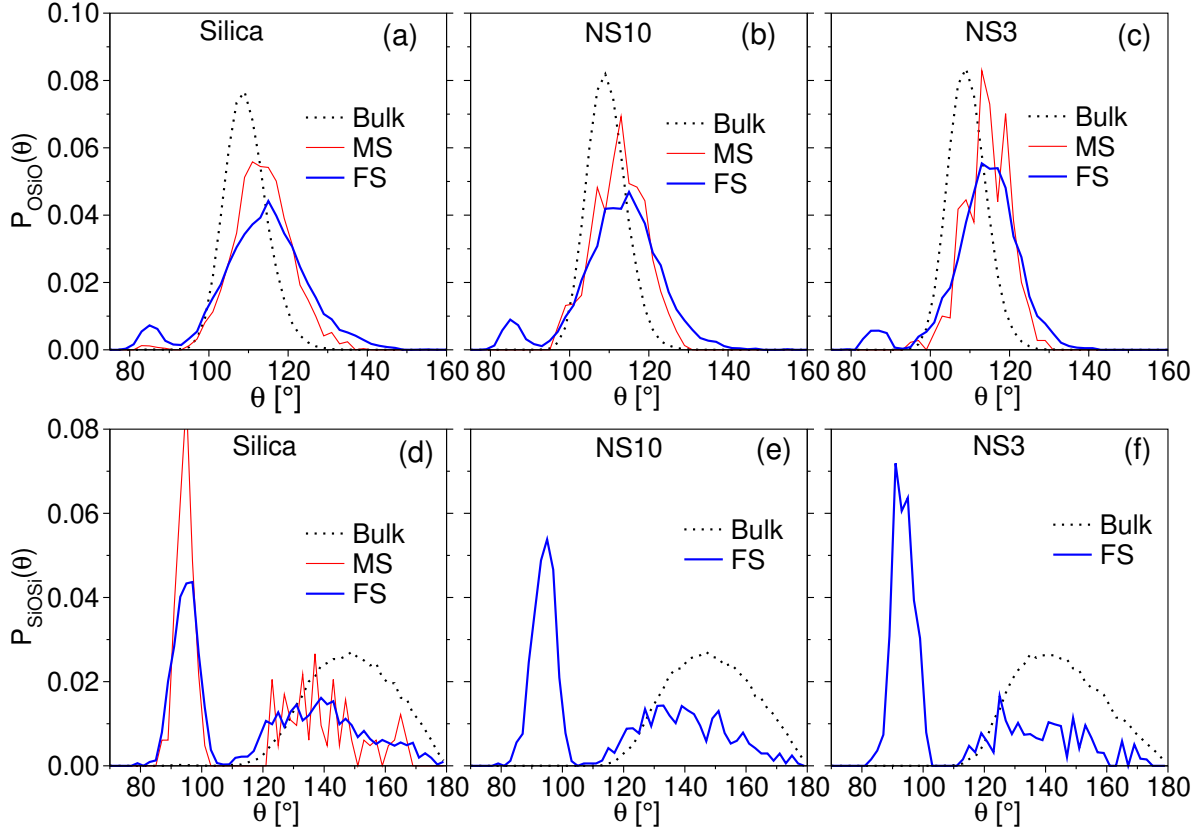 0.10
0.08
0.06
0.04
0.02
0.00
P_OSiO(θ)
Silica
(a)
Bulk
MS
FS
80 100 120 140 160
θ [°]
NS10
(b)
Bulk
MS
FS
80 100 120 140 160
θ [°]
NS3
(c)
Bulk
MS
FS
80 100 120 140 160
θ [°]
0.08
0.06
0.04
0.02
0.00
P_SiOSi(θ)
Silica
(d)
Bulk
MS
FS
80 100 120 140 160 180
θ [°]
NS10
(e)
Bulk
FS
80 100 120 140 160 180
θ [°]
NS3
(f)
Bulk
FS
80 100 120 140 160 180
θ [°]